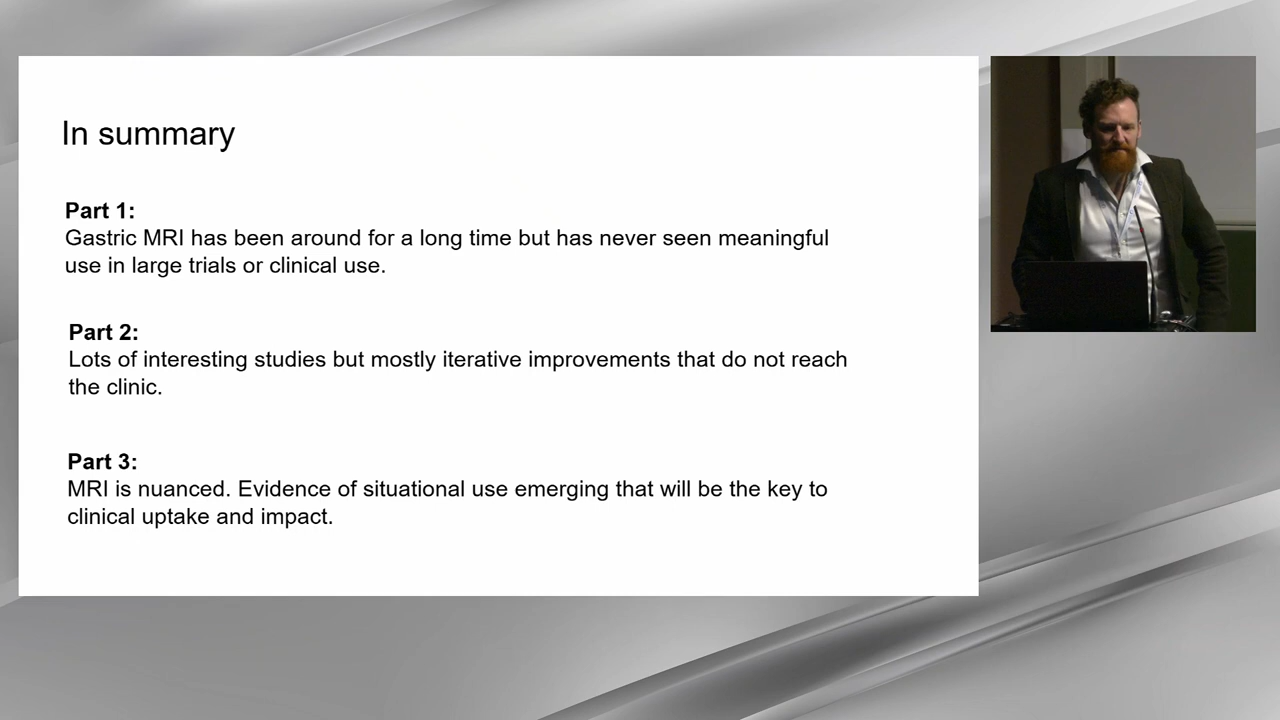 In summary
Part 1:
Gastric MRI has been around for a long time but has never seen meaningful
use in large trials or clinical use.
Part 2:
Lots of interesting studies but mostly iterative improvements that do not reach
the clinic.
Part 3:
MRI is nuanced. Evidence of situational use emerging that will be the key to
clinical uptake and impact.